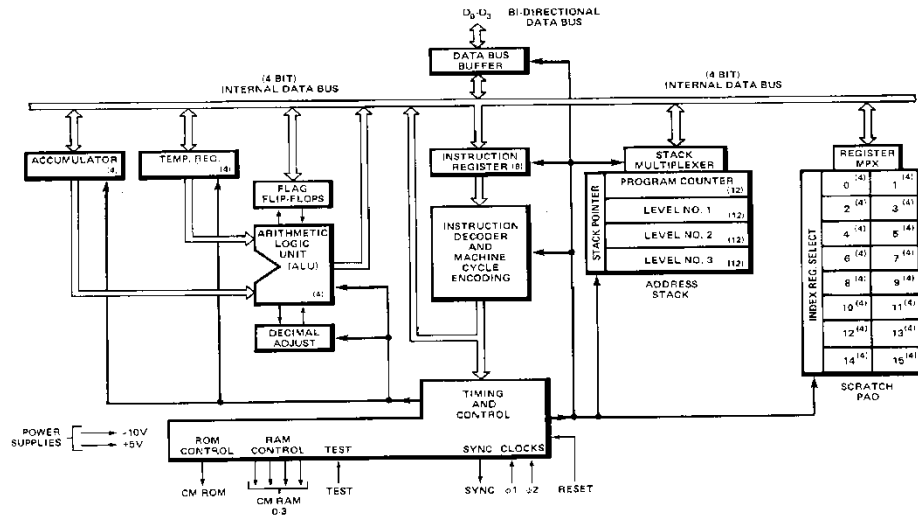 D0-D3 BI-DIRECTIONAL
DATA BUS
DATA BUS
BUFFER
(4 BIT)
INTERNAL DATA BUS
(4 BIT)
INTERNAL DATA BUS
ACCUMULATOR
(4)
TEMP. REG.
(4)
FLAG
FLIP-FLOPS
ARITHMETIC
LOGIC
UNIT
(ALU)
(4)
DECIMAL
ADJUST
INSTRUCTION
REGISTER (8)
INSTRUCTION
DECODER
AND
MACHINE
CYCLE
ENCODING
STACK
MULTIPLEXER
STACK POINTER
PROGRAM COUNTER
(12)
LEVEL NO. 1
(12)
LEVEL NO. 2
(12)
LEVEL NO. 3
(12)
ADDRESS
STACK
REGISTER
MPX
INDEX REG. SELECT
0 (4) 1 (4)
2 (4) 3 (4)
4 (4) 5 (4)
6 (4) 7 (4)
8 (4) 9 (4)
10 (4) 11 (4)
12 (4) 13 (4)
14 (4) 15 (4)
SCRATCH
PAD
TIMING
AND
CONTROL
ROM
CONTROL
RAM
CONTROL
TEST
SYNC
CLOCKS
POWER
SUPPLIES
-10V
+5V
CM ROM
CM RAM
0-3
TEST
SYNC
ϕ1
ϕ2
RESET